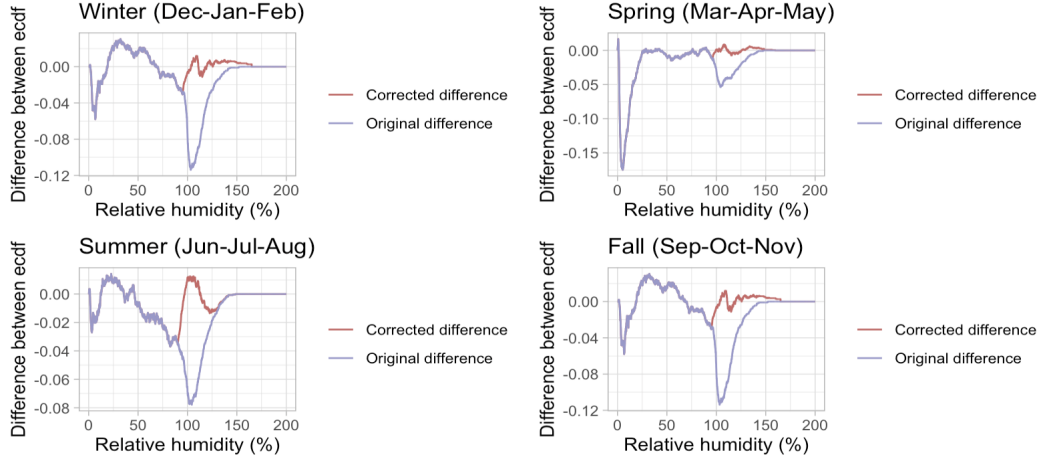 Winter (Dec-Jan-Feb)
Difference between ecdf
0.00
-0.04
-0.08
-0.12
0 50 100 150 200
Relative humidity (%)
Corrected difference
Original difference
Spring (Mar-Apr-May)
Difference between ecdf
0.00
-0.05
-0.10
-0.15
0 50 100 150 200
Relative humidity (%)
Corrected difference
Original difference
Summer (Jun-Jul-Aug)
Difference between ecdf
0.00
-0.02
-0.04
-0.06
-0.08
0 50 100 150 200
Relative humidity (%)
Corrected difference
Original difference
Fall (Sep-Oct-Nov)
Difference between ecdf
0.00
-0.04
-0.08
-0.12
0 50 100 150 200
Relative humidity (%)
Corrected difference
Original difference